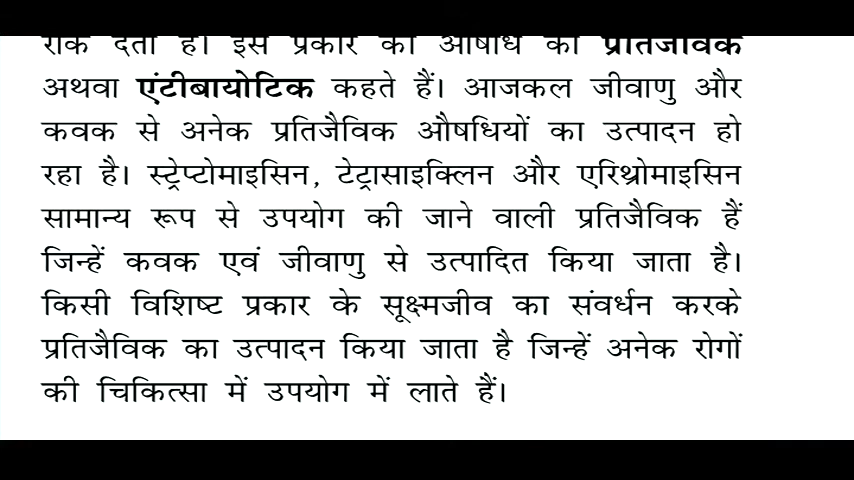 रोक देती है। इस प्रकार की औषधि को प्रतिजैविक
अथवा एंटीबायोटिक कहते हैं। आजकल जीवाणु और
कवक से अनेक प्रतिजैविक औषधियों का उत्पादन हो
रहा है। स्ट्रेप्टोमाइसिन, टेट्रासाइक्लिन और एरिथ्रोमाइसिन
सामान्य रूप से उपयोग की जाने वाली प्रतिजैविक हैं
जिन्हें कवक एवं जीवाणु से उत्पादित किया जाता है।
किसी विशिष्ट प्रकार के सूक्ष्मजीव का संवर्धन करके
प्रतिजैविक का उत्पादन किया जाता है जिन्हें अनेक रोगों
की चिकित्सा में उपयोग में लाते हैं।